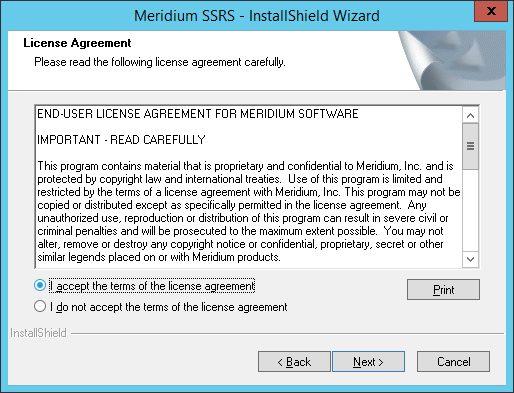 Meridium SSRS - InstallShield Wizard
License Agreement
Please read the following license agreement carefully.
END-USER LICENSE AGREEMENT FOR MERIDIUM SOFTWARE
IMPORTANT - READ CAREFULLY
This program contains material that is proprietary and confidential to Meridium, Inc. and is
protected by copyright law and international treaties.  Use of this program is limited and
restricted by the terms of a license agreement with Meridium, Inc. This program may not be
copied or distributed except as specifically permitted in the license agreement.  Any
unauthorized use, reproduction or distribution of this program can result in severe civil or
criminal penalties and will be prosecuted to the maximum extent possible.  You may not
alter, remove or destroy any copyright notice or confidential, proprietary, secret or other
similar legends placed on or with Meridium products.
I accept the terms of the license agreement
Print
I do not accept the terms of the license agreement
InstallShield
< Back
Next >
Cancel